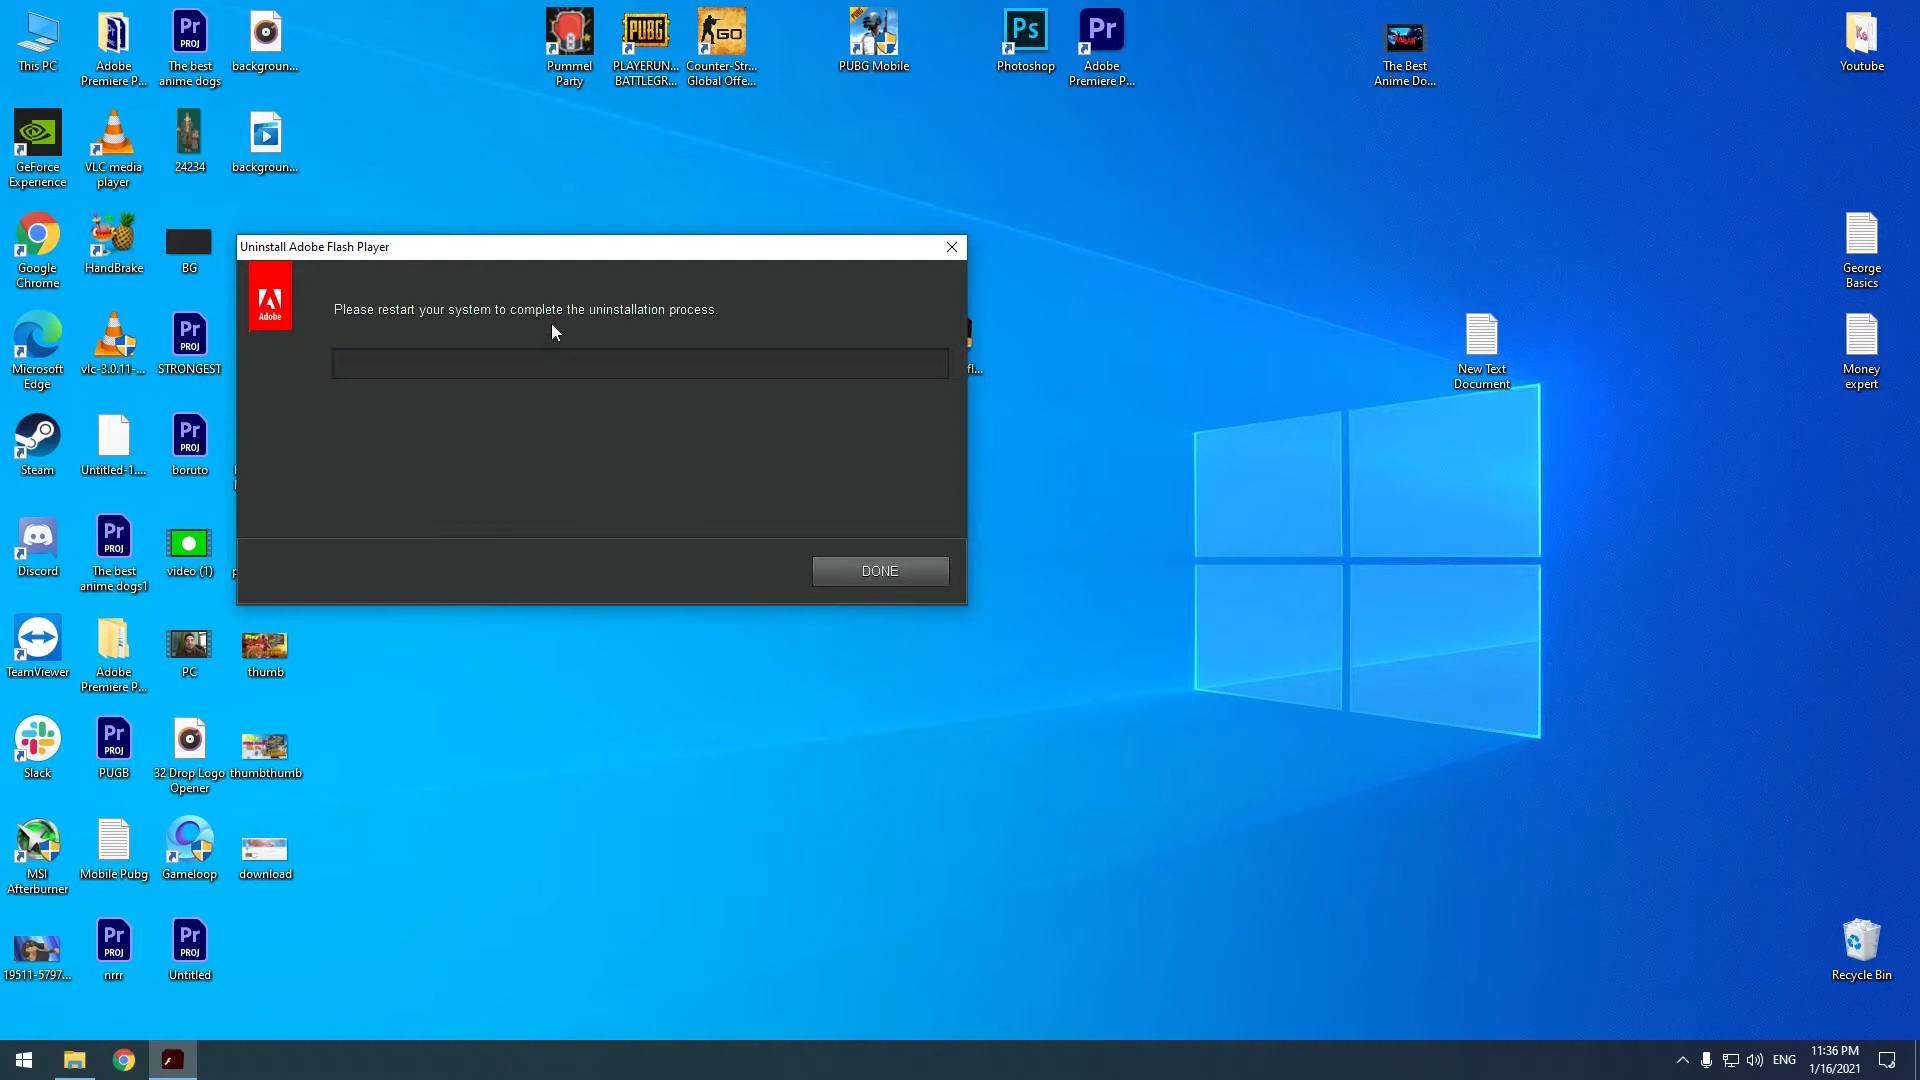 This PC
Adobe
Premiere P...
The best
anime dogs
backgroun...
Pummel
Party
PLAYERUN...
BATTLEGR...
Counter-Str...
Global Offe...
PUBG Mobile
Photoshop
Adobe
Premiere P...
The Best
Anime Do...
Youtube
GeForce
Experience
VLC media
player
24234
backgroun...
Google
Chrome
HandBrake
BG
George
Basics
Uninstall Adobe Flash Player
Adobe
Please restart your system to complete the uninstallation process.
DONE
Microsoft
Edge
vlc-3.0.11-...
STRONGEST
fl...
New Text
Document
Money
expert
Steam
Untitled-1....
boruto
Discord
The best
anime dogs1
video (1)
TeamViewer
Adobe
Premiere P...
PC
thumb
Slack
PUGB
32 Drop Logo
Opener
thumbthumb
MSI
Afterburner
Mobile Pubg
Gameloop
download
19511-5797...
nrrr
Untitled
Recycle Bin
ENG
11:36 PM
1/16/2021